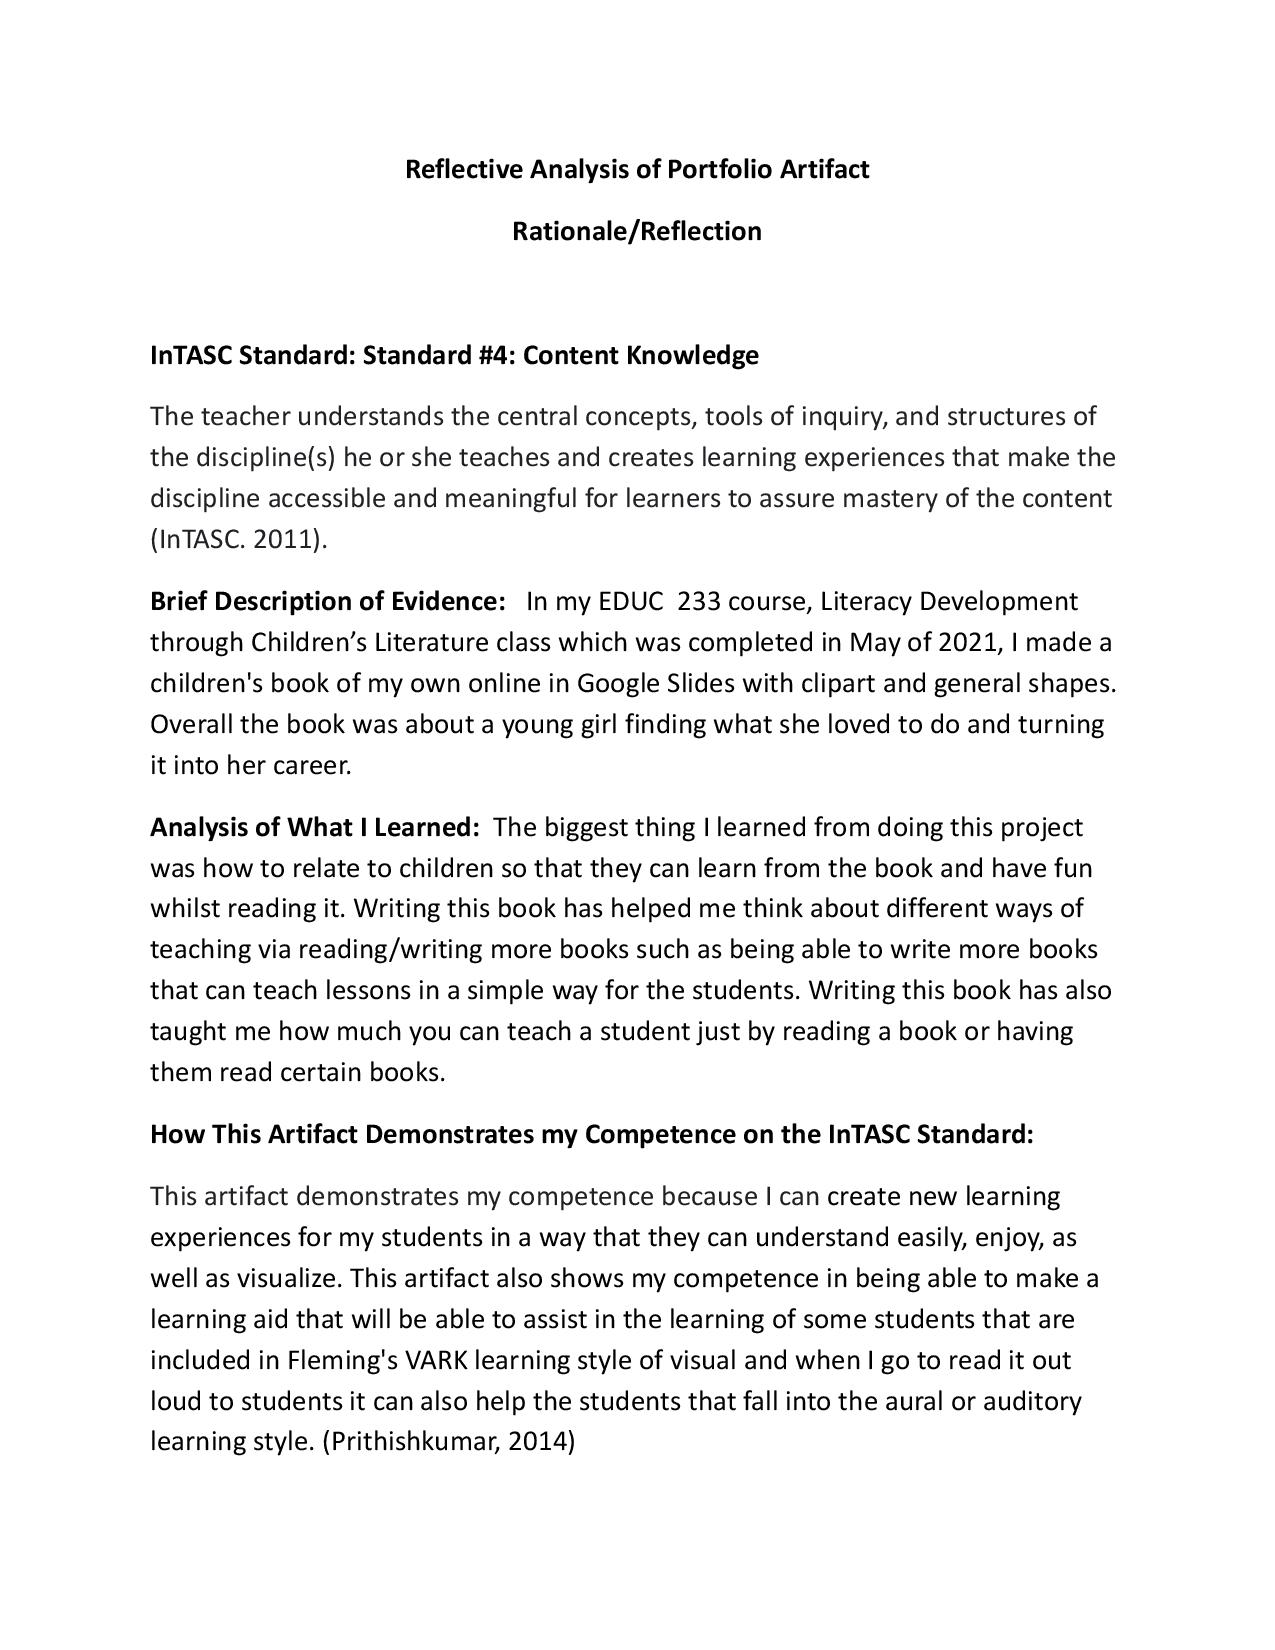 Reflective Analysis of Portfolio Artifact
Rationale/Reflection
InTASC Standard: Standard #4: Content Knowledge
The teacher understands the central concepts, tools of inquiry, and structures of
the discipline(s) he or she teaches and creates learning experiences that make the
discipline accessible and meaningful for learners to assure mastery of the content
(InTASC. 2011).
Brief Description of Evidence:   In my EDUC  233 course, Literacy Development
through Children’s Literature class which was completed in May of 2021, I made a
children's book of my own online in Google Slides with clipart and general shapes.
Overall the book was about a young girl finding what she loved to do and turning
it into her career.
Analysis of What I Learned:  The biggest thing I learned from doing this project
was how to relate to children so that they can learn from the book and have fun
whilst reading it. Writing this book has helped me think about different ways of
teaching via reading/writing more books such as being able to write more books
that can teach lessons in a simple way for the students. Writing this book has also
taught me how much you can teach a student just by reading a book or having
them read certain books.
How This Artifact Demonstrates my Competence on the InTASC Standard:
This artifact demonstrates my competence because I can create new learning
experiences for my students in a way that they can understand easily, enjoy, as
well as visualize. This artifact also shows my competence in being able to make a
learning aid that will be able to assist in the learning of some students that are
included in Fleming's VARK learning style of visual and when I go to read it out
loud to students it can also help the students that fall into the aural or auditory
learning style. (Prithishkumar, 2014)